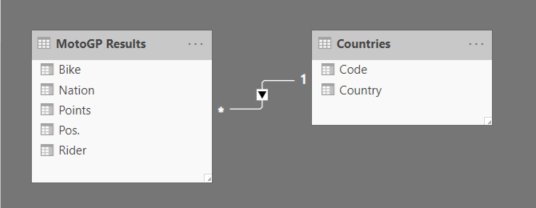 MotoGP Results
Bike
Nation
Points
Pos.
Rider
*
1
Countries
Code
Country